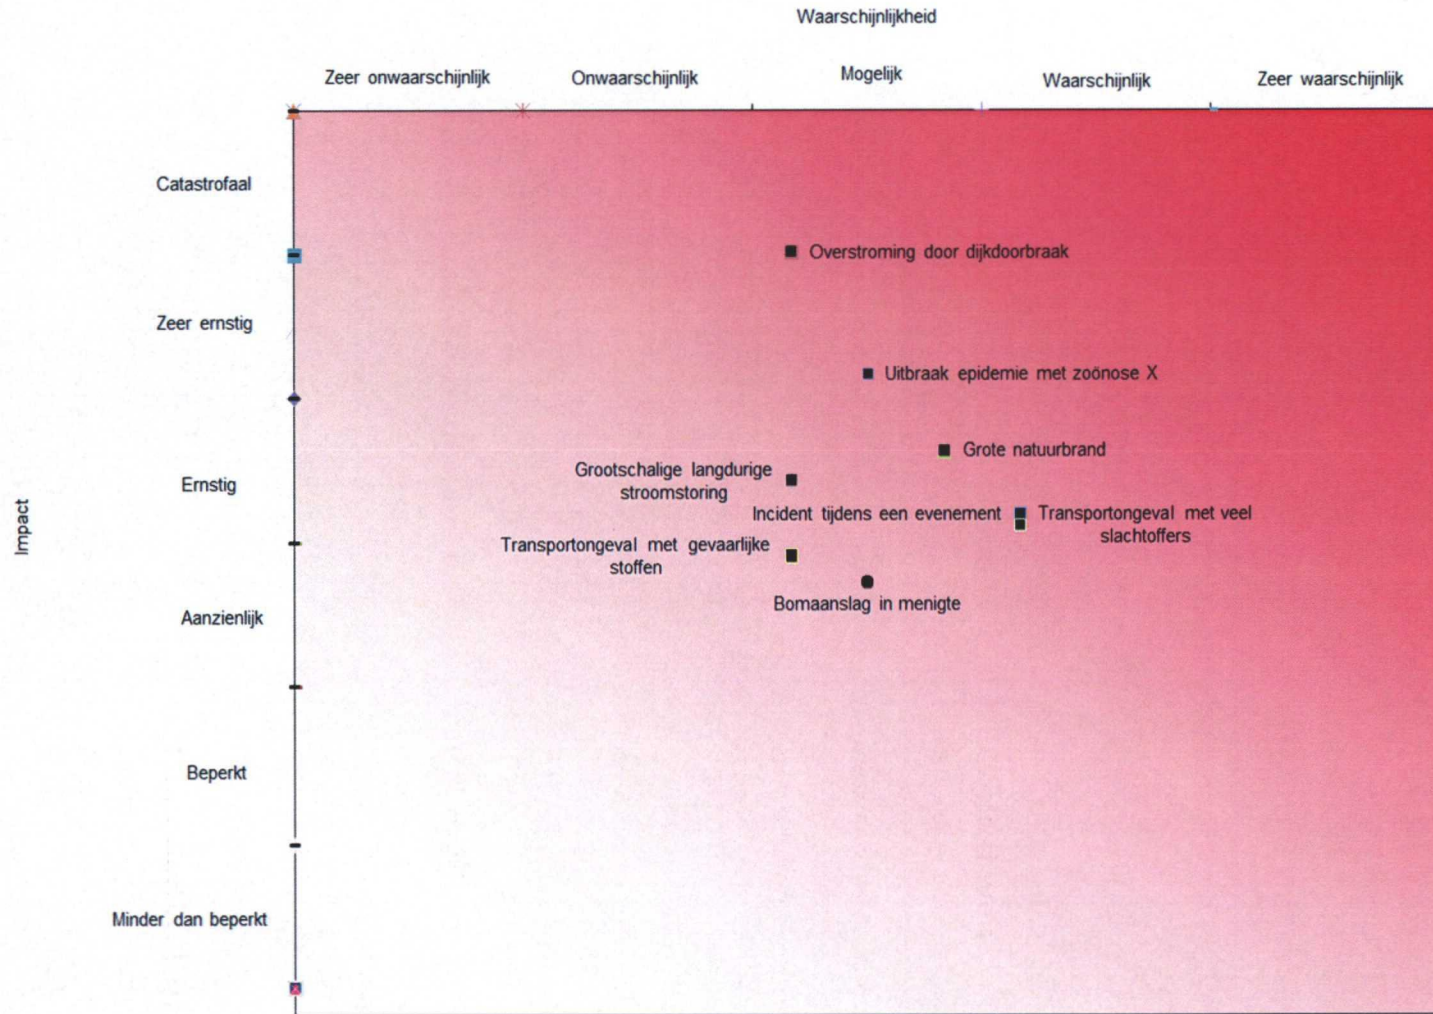 Waarschijnlijkheid
Zeer onwaarschijnlijk
Onwaarschijnlijk
Mogelijk
Waarschijnlijk
Zeer waarschijnlijk
Catastrofaal
Overstroming door dijkdoorbraak
Zeer ernstig
Uitbraak epidemie met zoönose X
Grote natuurbrand
Grootschalige langdurige
stroomstoring
Ernstig
Impact
Incident tijdens een evenement
Transportongeval met veel
slachtoffers
Transportongeval met gevaarlijke
stoffen
Bomaanslag in menigte
Aanzienlijk
Beperkt
Minder dan beperkt